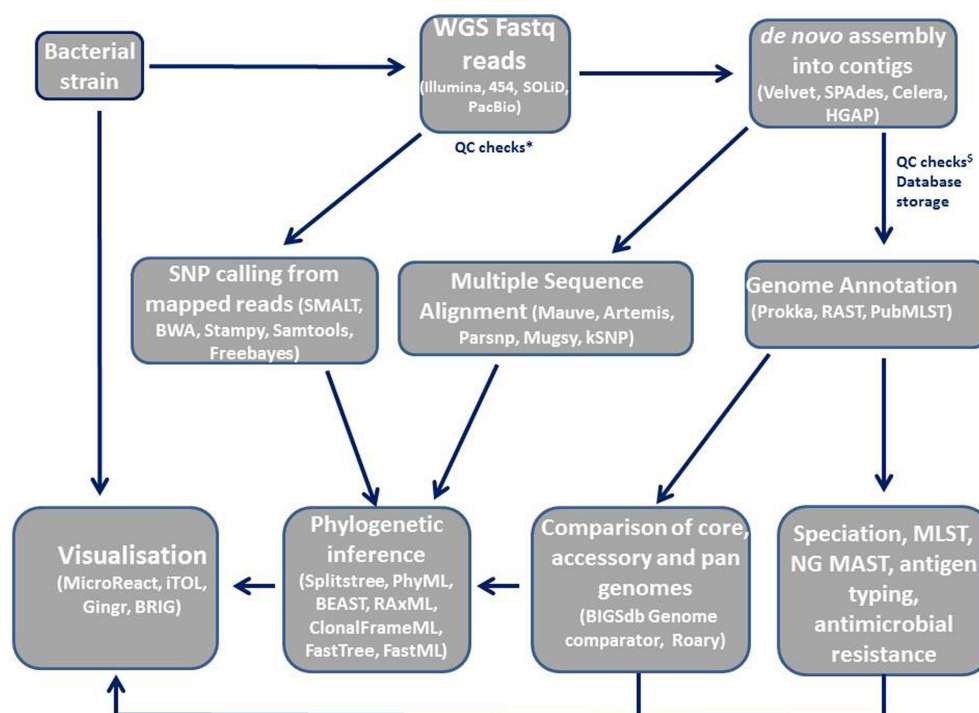 Bacterial
strain
WGS Fastq
reads
(Illumina, 454, SOLiD,
PacBio)
de novo assembly
into contigs
(Velvet, SPAdes, Celera,
HGAP)
QC checks*
QC checks$
Database
storage
SNP calling from
mapped reads (SMALT,
BWA, Stampy, Samtools,
Freebayes)
Multiple Sequence
Alignment (Mauve, Artemis,
Parsnp, Mugsy, kSNP)
Genome Annotation
(Prokka, RAST, PubMLST)
Visualisation
(MicroReact, iTOL,
Gingr, BRIG)
Phylogenetic
inference
(Splitstree, PhyML,
BEAST, RAxML,
ClonalFrameML,
FastTree, FastML)
Comparison of core,
accessory and pan
genomes
(BIGSdb Genome
comparator, Roary)
Speciation, MLST,
NG MAST, antigen
typing,
antimicrobial
resistance